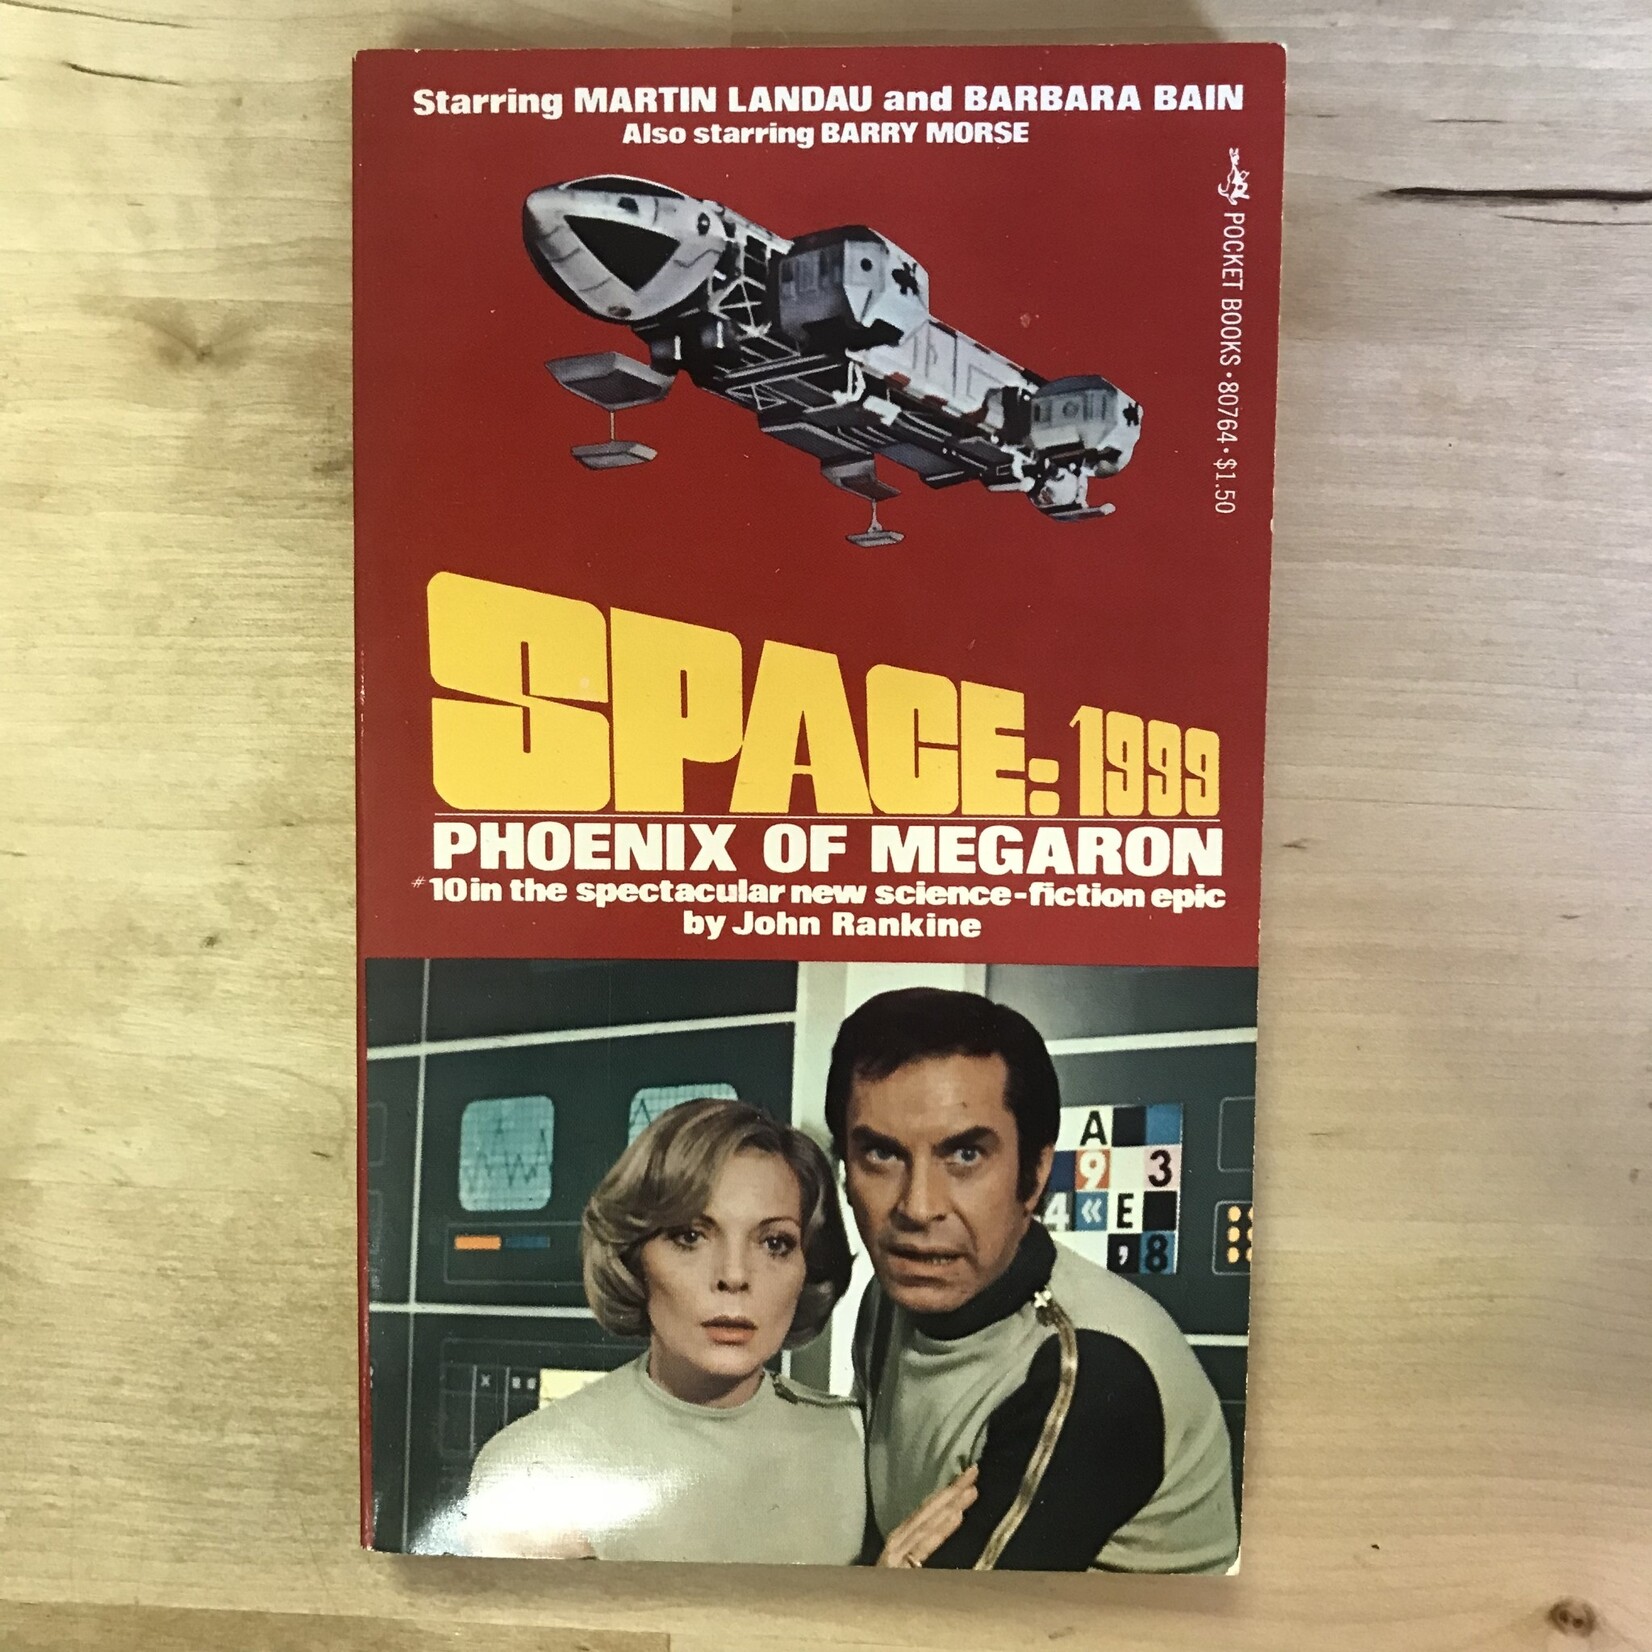 Starring MARTIN LANDAU and BARBARA BAIN
Also starring BARRY MORSE
POCKET BOOKS • 80764 • $1.50
SPACE: 1999
PHOENIX OF MEGARON
#10 in the spectacular new science-fiction epic
by John Rankine
A
9 3
4 « E
, 8
X